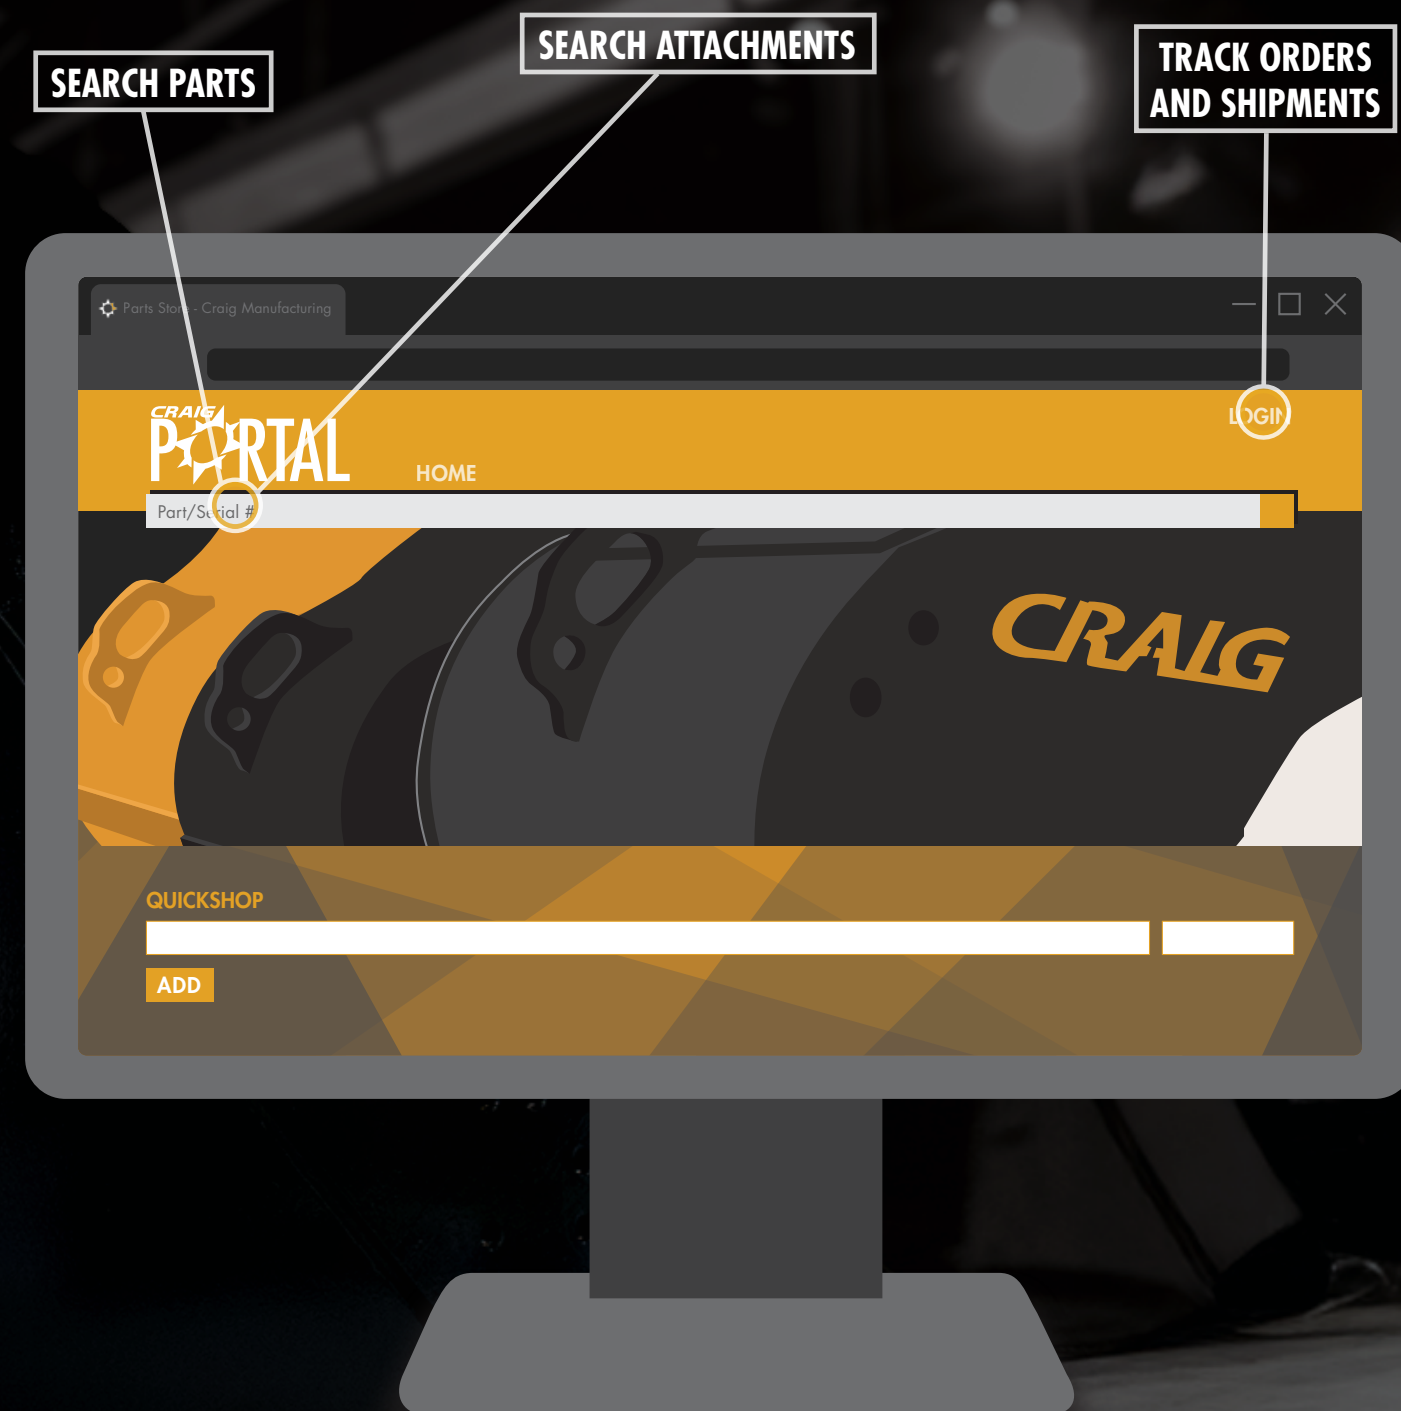 SEARCH PARTS
SEARCH ATTACHMENTS
TRACK ORDERS
AND SHIPMENTS
Parts Store - Craig Manufacturing
CRAIG
PORTAL
HOME
LOGIN
Part/Serial #
CRAIG
QUICKSHOP
ADD